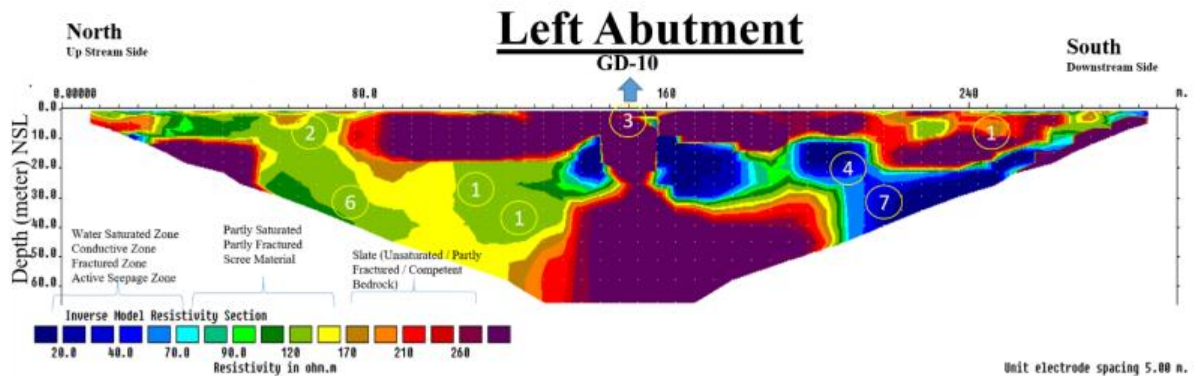 Left Abutment
North
Up Stream Side
GD-10
South
Downstream Side
0.00000 80.0 160 240 m.
Depth (meter) NSL
0.0
10.0
20.0
30.0
40.0
50.0
60.0
2
3
1
4
1
6
1
7
Water Saturated Zone
Conductive Zone
Fractured Zone
Active Seepage Zone
Partly Saturated
Partly Fractured
Scree Material
Slate (Unsaturated / Partly
Fractured / Competent
Bedrock)
Inverse Model Resistivity Section
20.0 40.0 70.0 90.0 120 170 210 260
Resistivity in ohm.m
Unit electrode spacing 5.00 m.